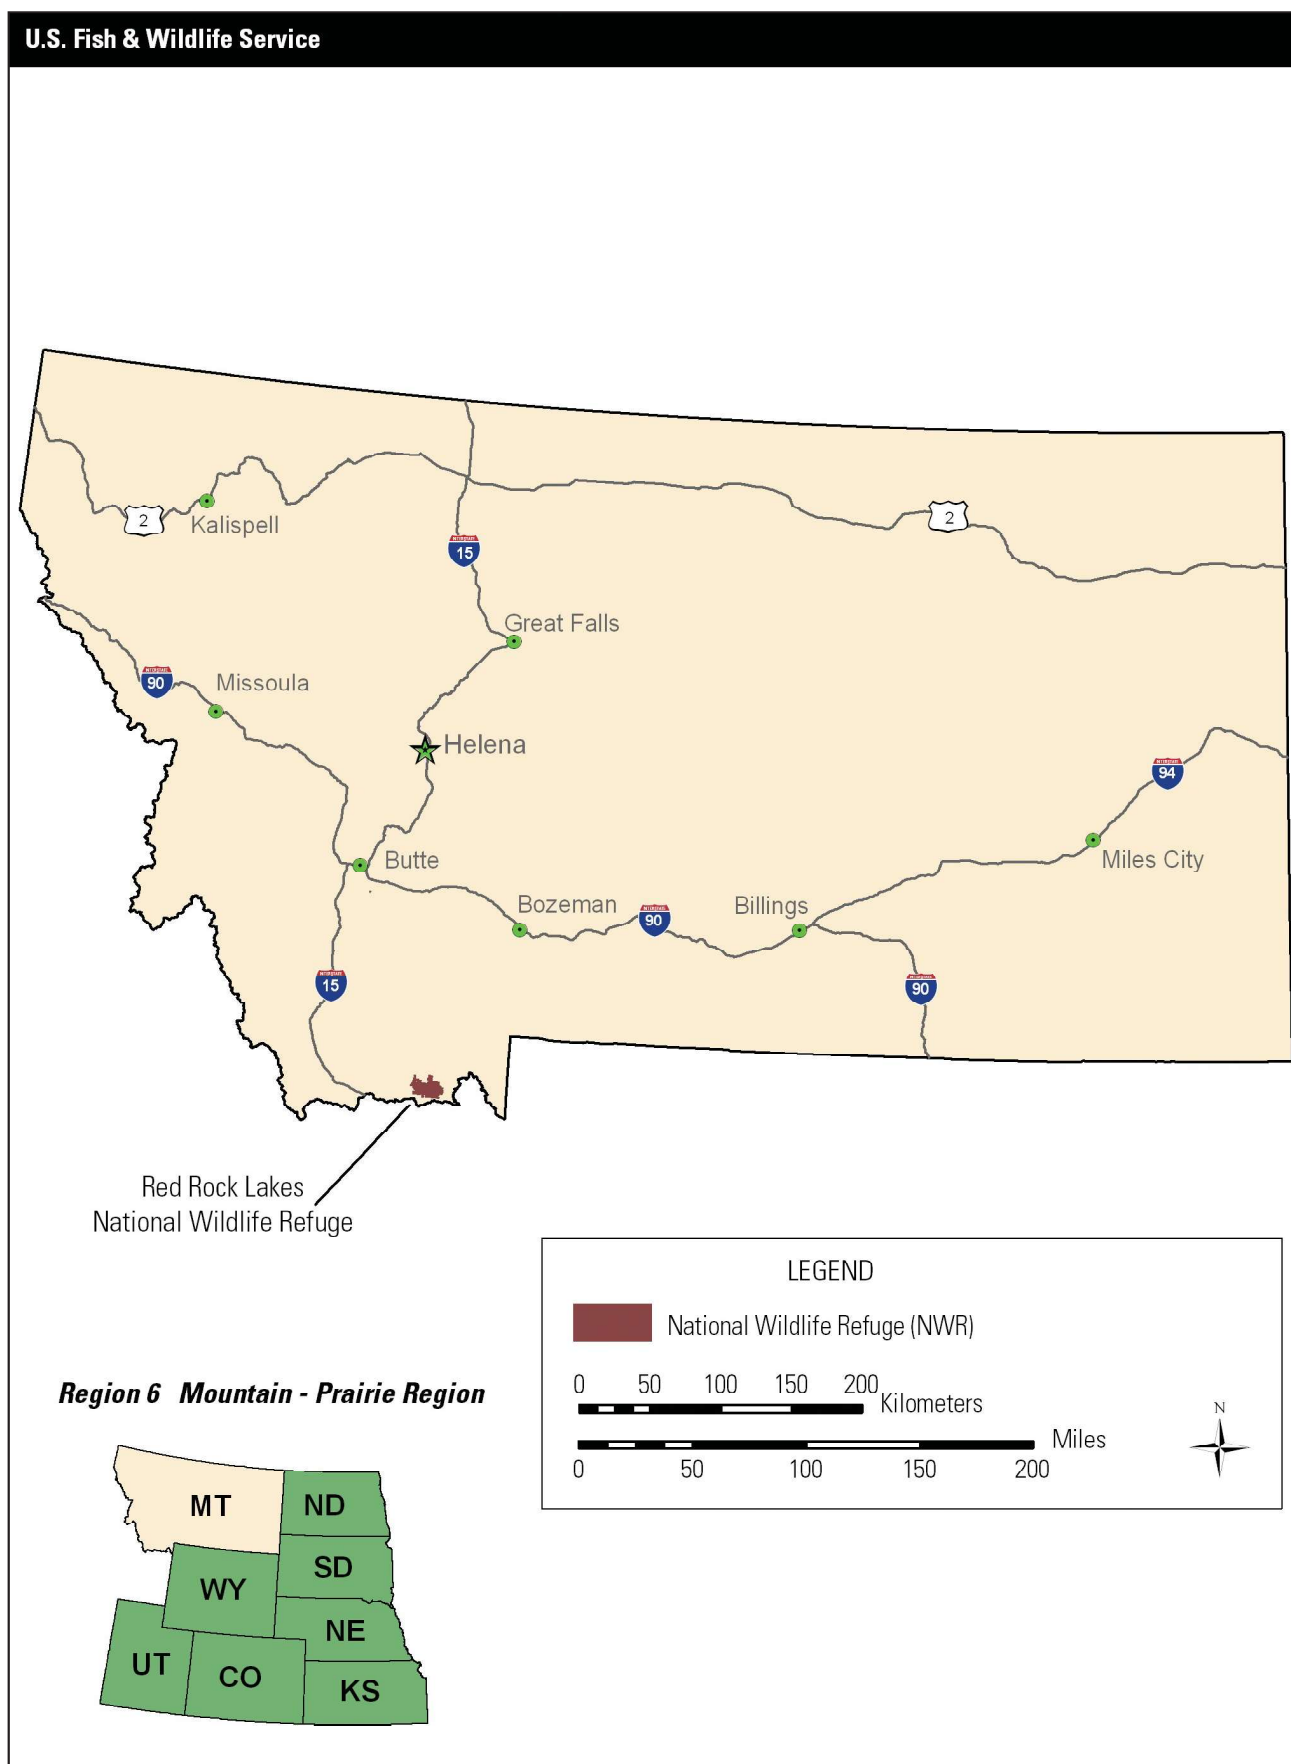 U.S. Fish & Wildlife Service
2
Kalispell
15
2
Great Falls
90
Missoula
Helena
94
Butte
Miles City
Bozeman
90
Billings
15
90
Red Rock Lakes
National Wildlife Refuge
LEGEND
National Wildlife Refuge (NWR)
0 50 100 150 200
Kilometers
Miles
0 50 100 150 200
N
Region 6 Mountain - Prairie Region
MT
ND
SD
WY
NE
UT
CO
KS